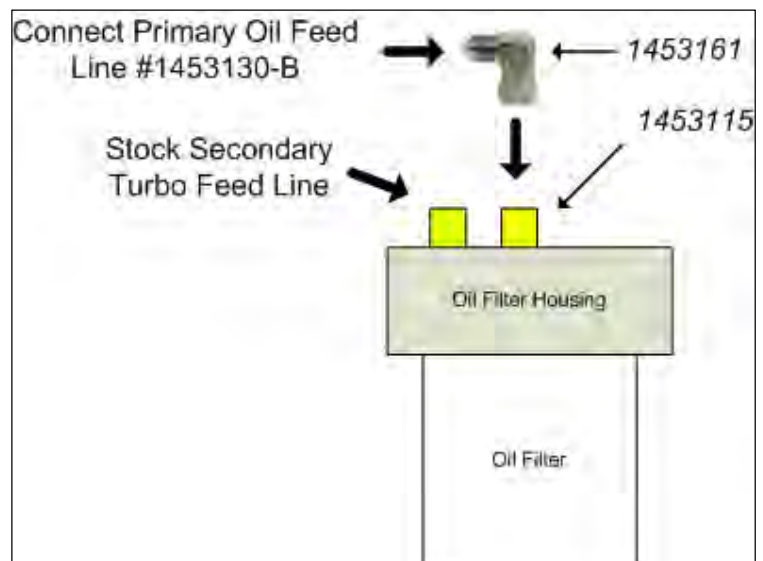 Connect Primary Oil Feed
Line #1453130-B
1453161
1453115
Stock Secondary
Turbo Feed Line
Oil Filter Housing
Oil Filter